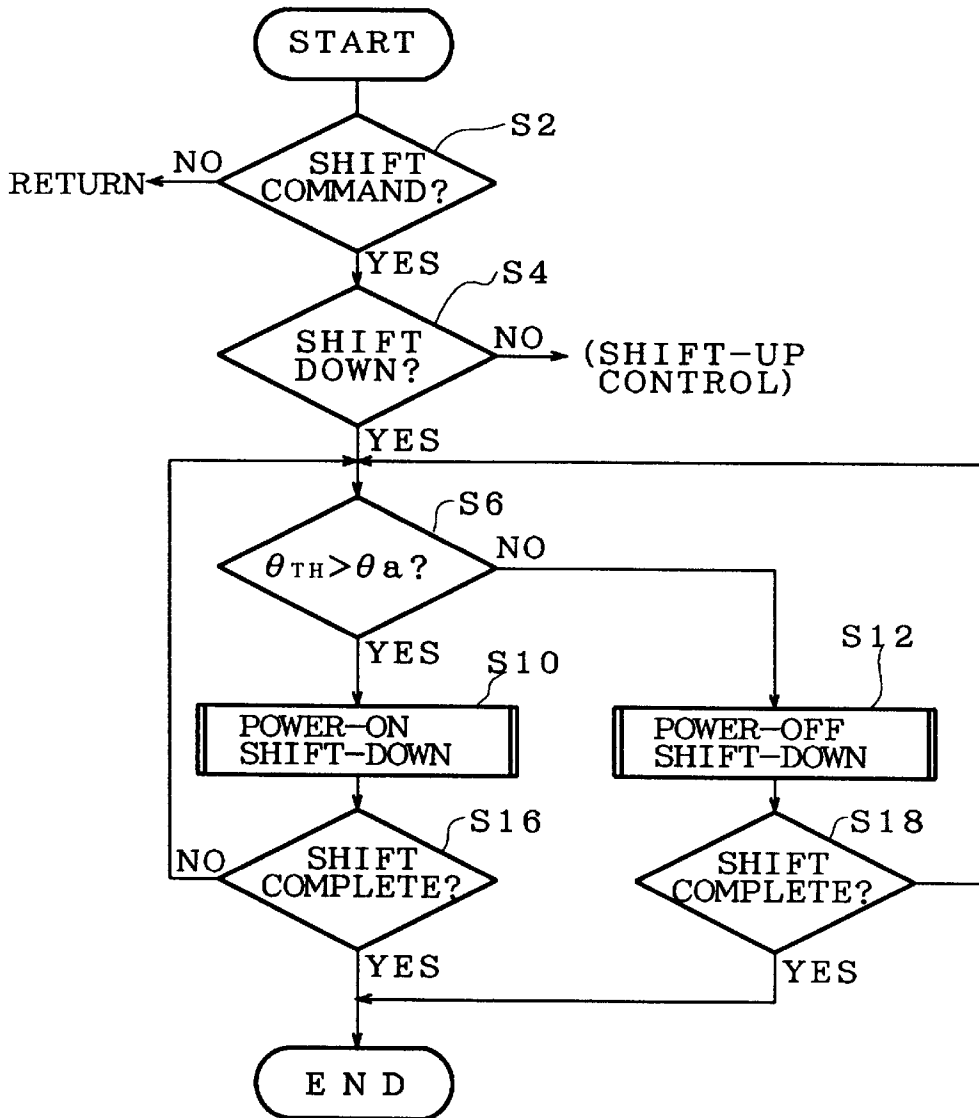 START
S2
SHIFT
COMMAND?
NO
RETURN
YES
S4
SHIFT
DOWN?
NO
(SHIFT-UP
CONTROL)
YES
S6
θTH>θa?
NO
YES
S10
POWER-ON
SHIFT-DOWN
S12
POWER-OFF
SHIFT-DOWN
S16
SHIFT
COMPLETE?
NO
YES
S18
SHIFT
COMPLETE?
YES
END